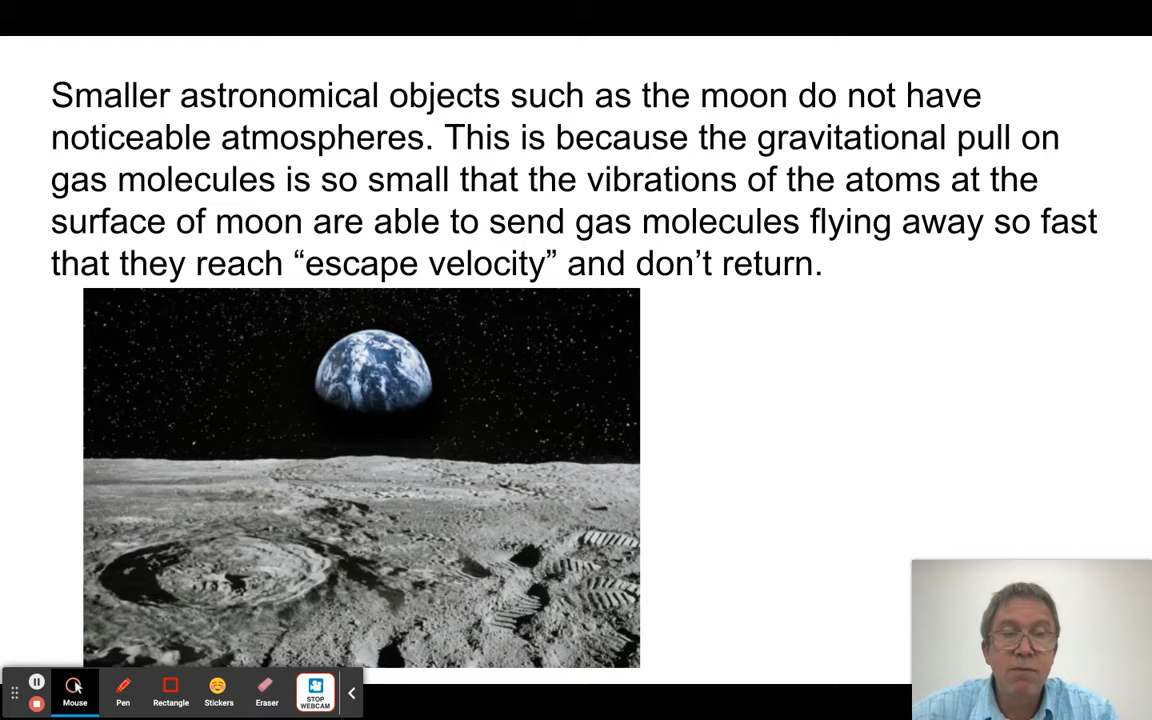 Smaller astronomical objects such as the moon do not have
noticeable atmospheres. This is because the gravitational pull on
gas molecules is so small that the vibrations of the atoms at the
surface of moon are able to send gas molecules flying away so fast
that they reach “escape velocity” and don’t return.
Mouse
Pen
Rectangle
Stickers
Eraser
STOP
WEBCAM